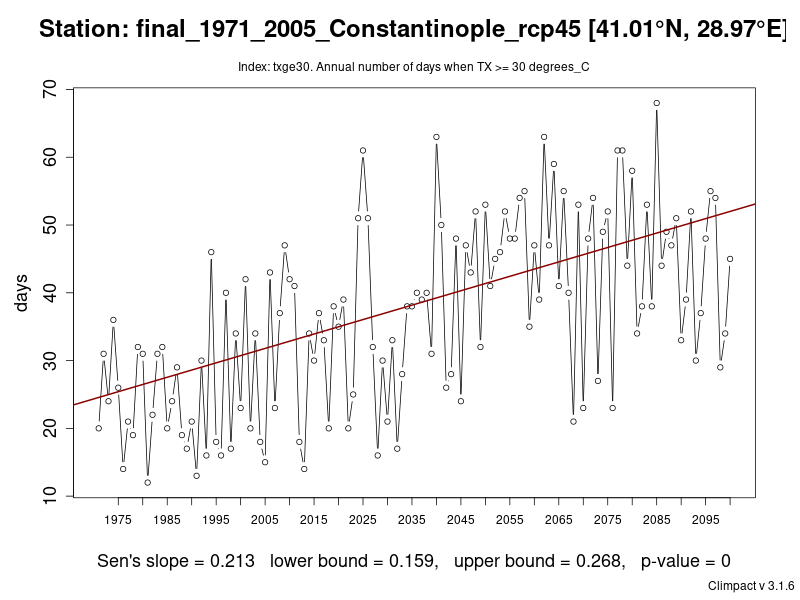 Station: final_1971_2005_Constantinople_rcp45 [41.01°N, 28.97°E]
Index: txge30. Annual number of days when TX >= 30 degrees_C
70
60
50
40
30
20
10
days
1975 1985 1995 2005 2015 2025 2035 2045 2055 2065 2075 2085 2095
Sen's slope = 0.213 lower bound = 0.159, upper bound = 0.268, p-value = 0
Climpact v 3.1.6